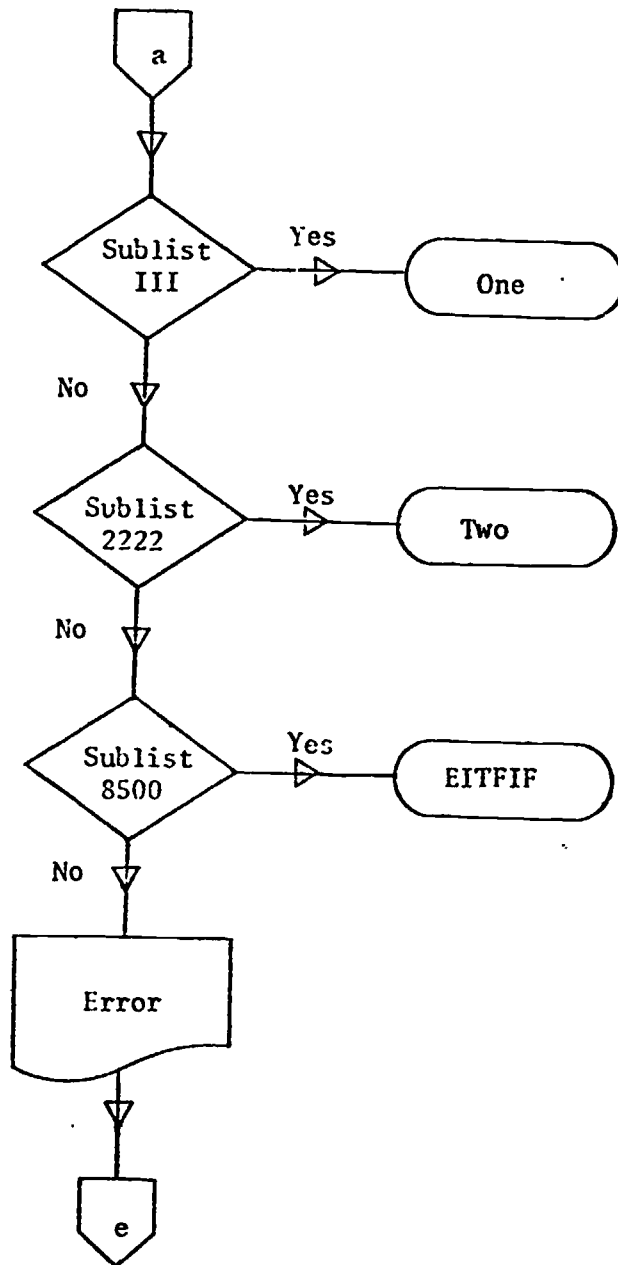 a
Sublist
III
Yes
One
No
Sublist
2222
Yes
Two
No
Sublist
8500
Yes
EITFIF
No
Error
e